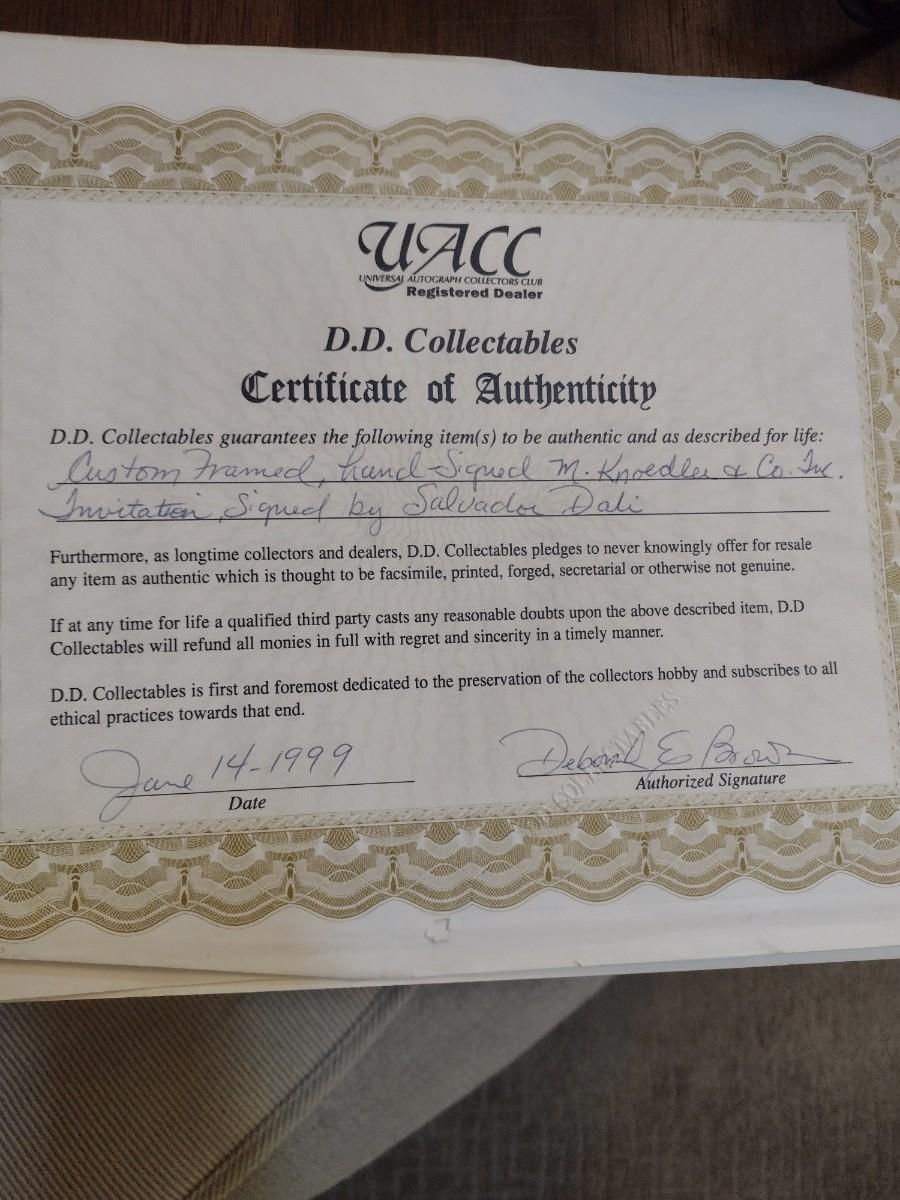 UACC
UNIVERSAL AUTOGRAPH COLLECTORS CLUB
Registered Dealer
D.D. Collectables
Certificate of Authenticity
D.D. Collectables guarantees the following item(s) to be authentic and as described for life:
Custom Framed, hand-Signed M. Knoedler & Co. Inc.
Invitation, Signed by Salvador Dali
Furthermore, as longtime collectors and dealers, D.D. Collectables pledges to never knowingly offer for resale
any item as authentic which is thought to be facsimile, printed, forged, secretarial or otherwise not genuine.
If at any time for life a qualified third party casts any reasonable doubts upon the above described item, D.D
Collectables will refund all monies in full with regret and sincerity in a timely manner.
D.D. Collectables is first and foremost dedicated to the preservation of the collectors hobby and subscribes to all
ethical practices towards that end.
June 14-1999
Deborah E Brown
Date
Authorized Signature
COLLECTABLES